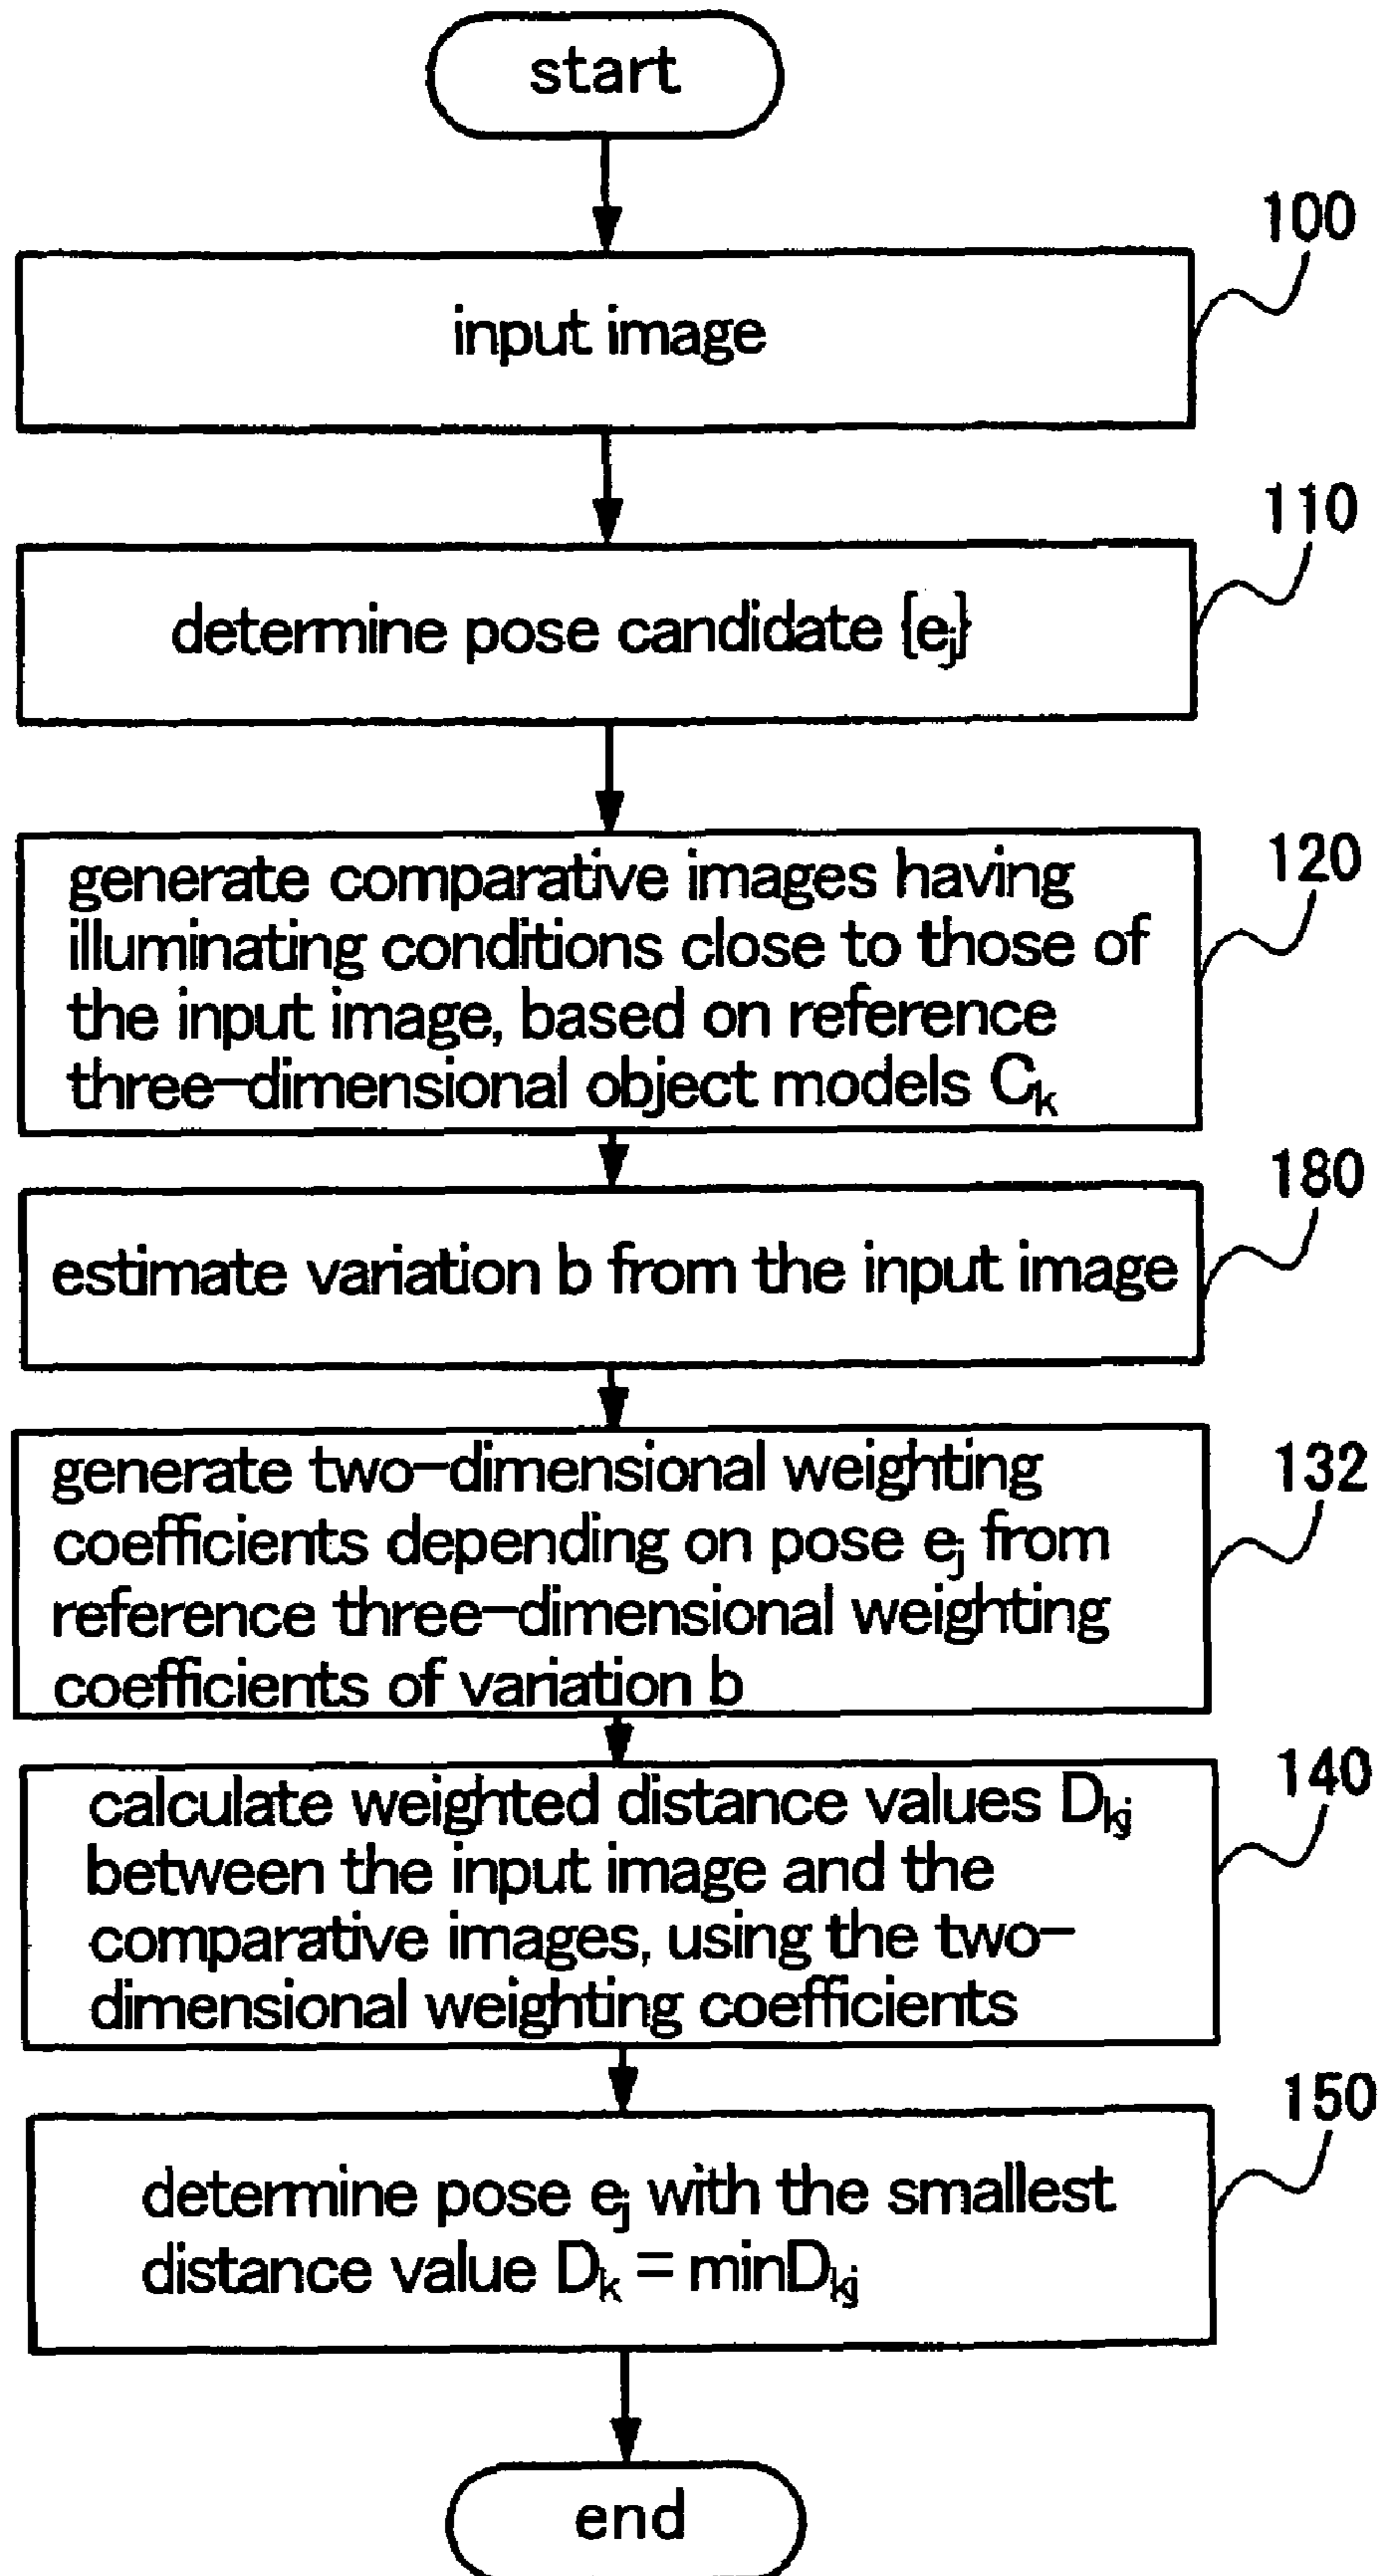 start
100
input image
110
determine pose candidate {eⱼ}
120
generate comparative images having
illuminating conditions close to those of
the input image, based on reference
three-dimensional object models Cₖ
180
estimate variation b from the input image
132
generate two-dimensional weighting
coefficients depending on pose eⱼ from
reference three-dimensional weighting
coefficients of variation b
140
calculate weighted distance values Dₖⱼ
between the input image and the
comparative images, using the two-
dimensional weighting coefficients
150
determine pose eⱼ with the smallest
distance value Dₖ = minDₖⱼ
end